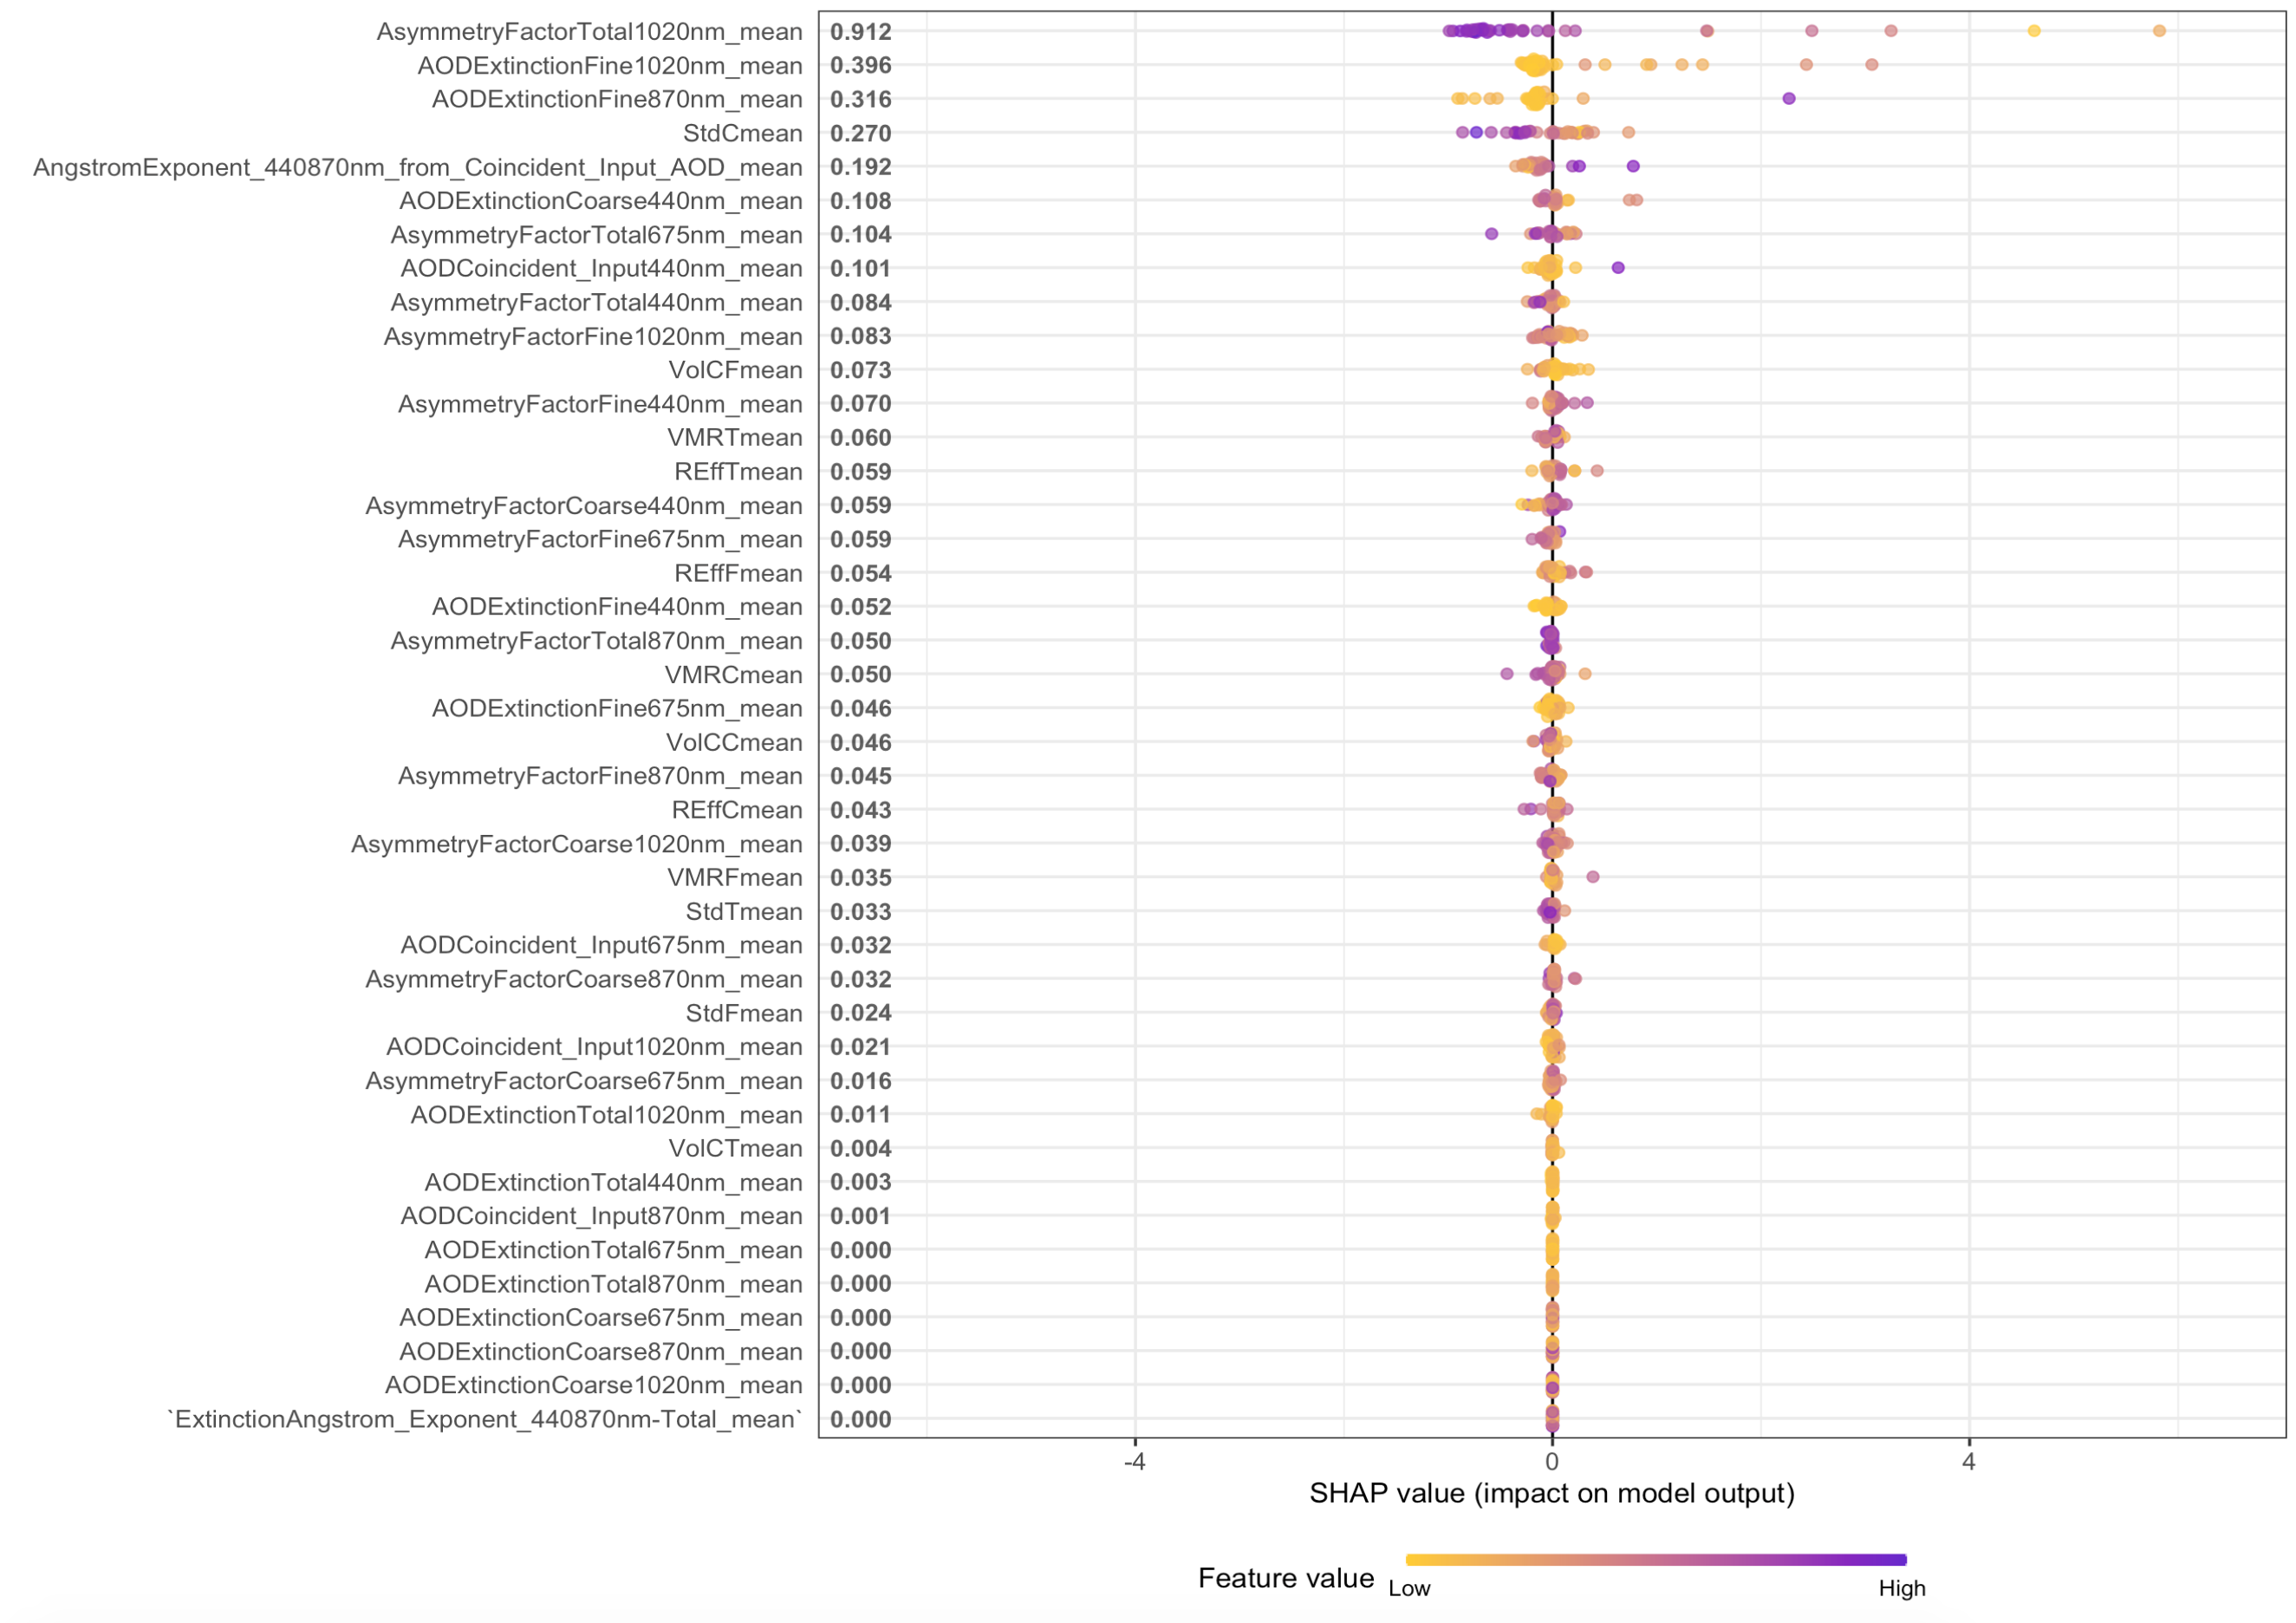 AsymmetryFactorTotal1020nm_mean 0.912
AODExtinctionFine1020nm_mean 0.396
AODExtinctionFine870nm_mean 0.316
StdCmean 0.270
AngstromExponent_440870nm_from_Coincident_Input_AOD_mean 0.192
AODExtinctionCoarse440nm_mean 0.108
AsymmetryFactorTotal675nm_mean 0.104
AODCoincident_Input440nm_mean 0.101
AsymmetryFactorTotal440nm_mean 0.084
AsymmetryFactorFine1020nm_mean 0.083
VolCFmean 0.073
AsymmetryFactorFine440nm_mean 0.070
VMRTmean 0.060
REffTmean 0.059
AsymmetryFactorCoarse440nm_mean 0.059
AsymmetryFactorFine675nm_mean 0.059
REffFmean 0.054
AODExtinctionFine440nm_mean 0.052
AsymmetryFactorTotal870nm_mean 0.050
VMRCmean 0.050
AODExtinctionFine675nm_mean 0.046
VolCCmean 0.046
AsymmetryFactorFine870nm_mean 0.045
REffCmean 0.043
AsymmetryFactorCoarse1020nm_mean 0.039
VMRFmean 0.035
StdTmean 0.033
AODCoincident_Input675nm_mean 0.032
AsymmetryFactorCoarse870nm_mean 0.032
StdFmean 0.024
AODCoincident_Input1020nm_mean 0.021
AsymmetryFactorCoarse675nm_mean 0.016
AODExtinctionTotal1020nm_mean 0.011
VolCTmean 0.004
AODExtinctionTotal440nm_mean 0.003
AODCoincident_Input870nm_mean 0.001
AODExtinctionTotal675nm_mean 0.000
AODExtinctionTotal870nm_mean 0.000
AODExtinctionCoarse675nm_mean 0.000
AODExtinctionCoarse870nm_mean 0.000
AODExtinctionCoarse1020nm_mean 0.000
`ExtinctionAngstrom_Exponent_440870nm-Total_mean` 0.000
-4 0 4
SHAP value (impact on model output)
Feature value Low High